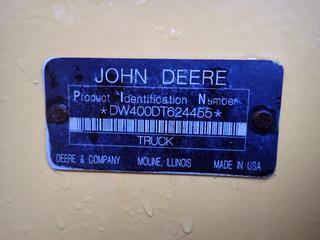 JOHN DEERE
Product Identification Number
*DW400DT624455*
TRUCK
DEERE & COMPANY MOLINE, ILLINOIS MADE IN USA